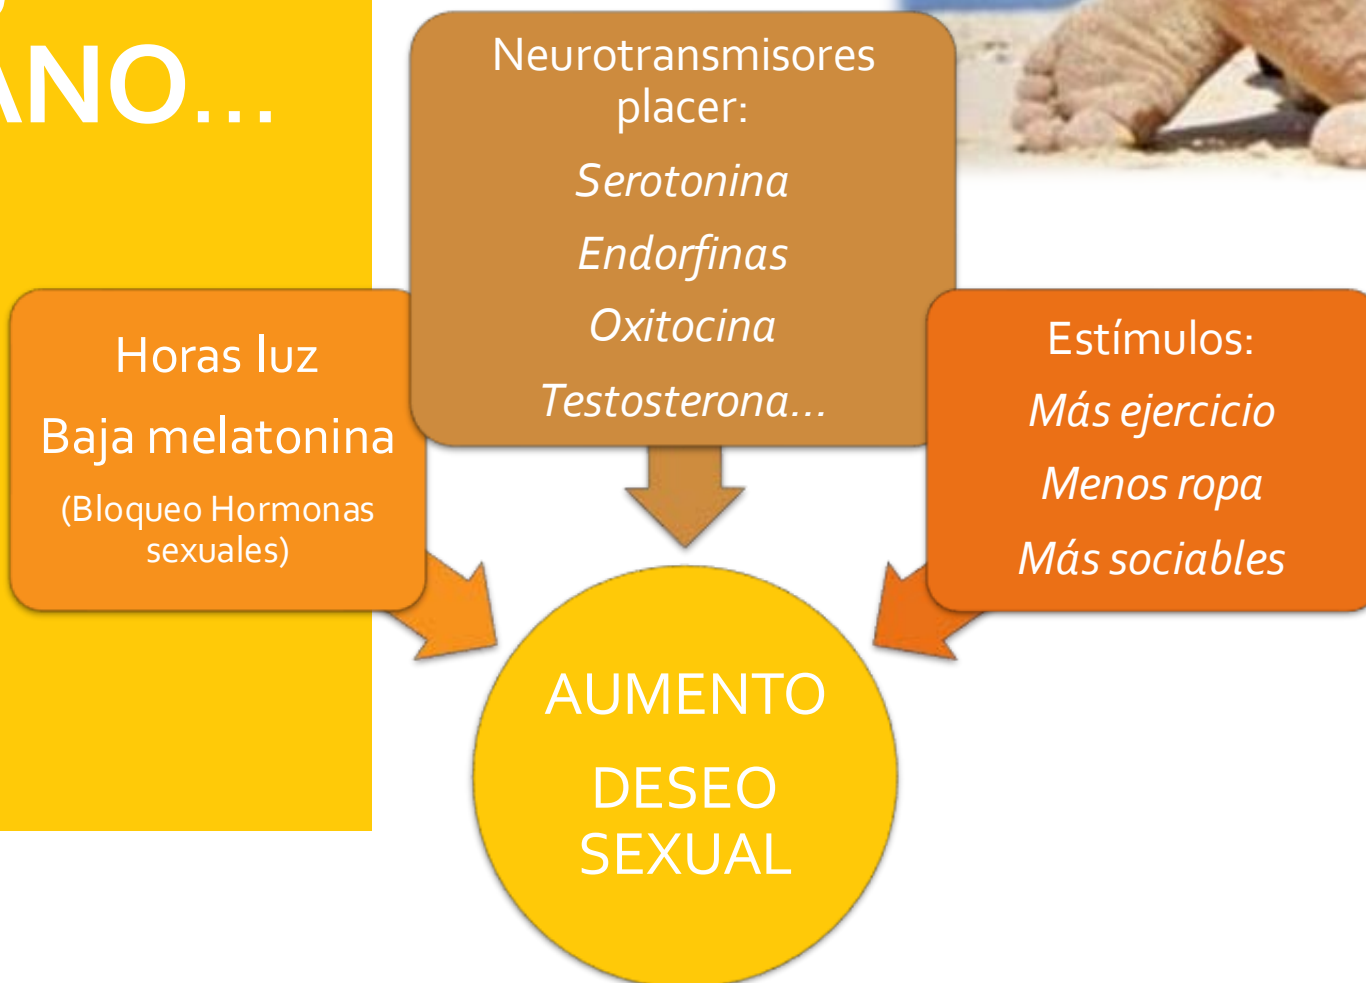 ANO...
Neurotransmisores
placer:
Serotonina
Endorfinas
Oxitocina
Testosterona...
Horas luz
Baja melatonina
(Bloqueo Hormonas
sexuales)
Estímulos:
Más ejercicio
Menos ropa
Más sociables
AUMENTO
DESEO
SEXUAL